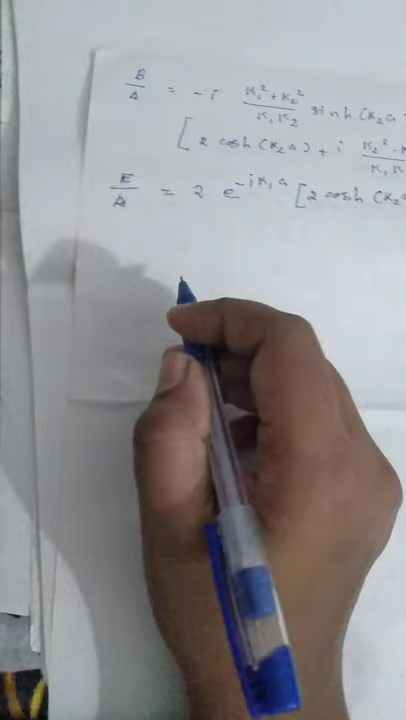 B/A = -i (K₁² + K₂²)/(K₁K₂) sinh(K₂a
[2 cosh(K₂a) + i K₂² -
E/A = 2 e^{-iK₁a} [2 cosh(K₂